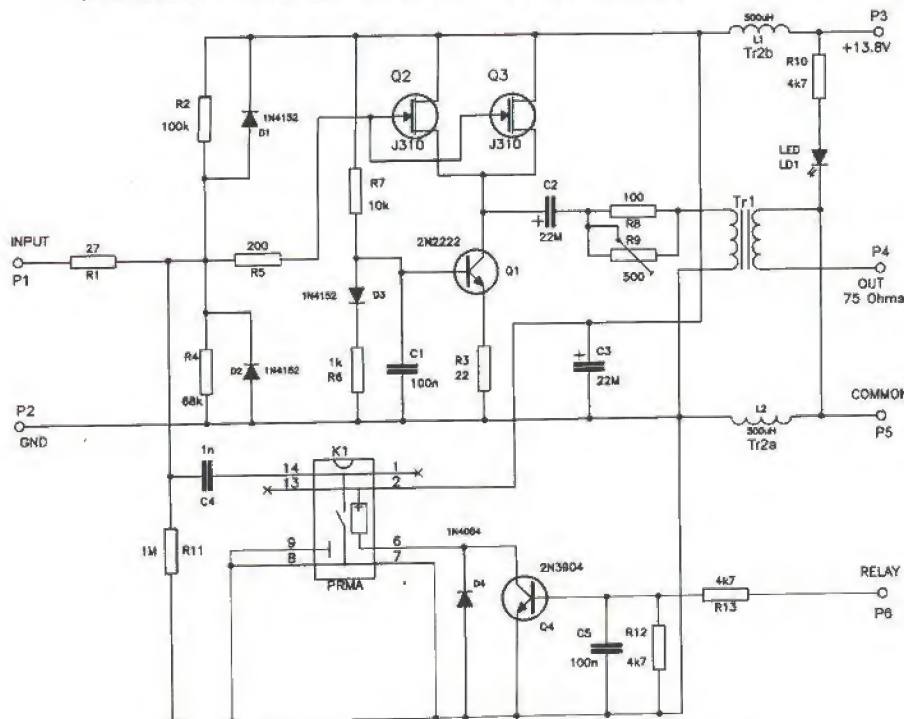 500uH
L1
Tr2b
P3
+13.8V
R10
4k7
LED
LD1
Q2
Q3
J310
J310
R2
100k
1N4152
D1
R7
10k
C2
22M
100
R8
R9
500
Tr1
INPUT
P1
27
R1
200
R5
2N2222
Q1
P4
OUT
75 Ohms
1N4152
D3
R4
68k
D2
1N4152
1k
R6
C1
100n
R3
22
C3
22M
P2
GND
L2
500uH
Tr2a
COMMON
P5
1n
C4
K1
14
13
1
2
9
8
6
7
PRMA
1M
R11
1N4084
D4
2N3904
Q4
C5
100n
R12
4k7
4k7
R13
RELAY
P6